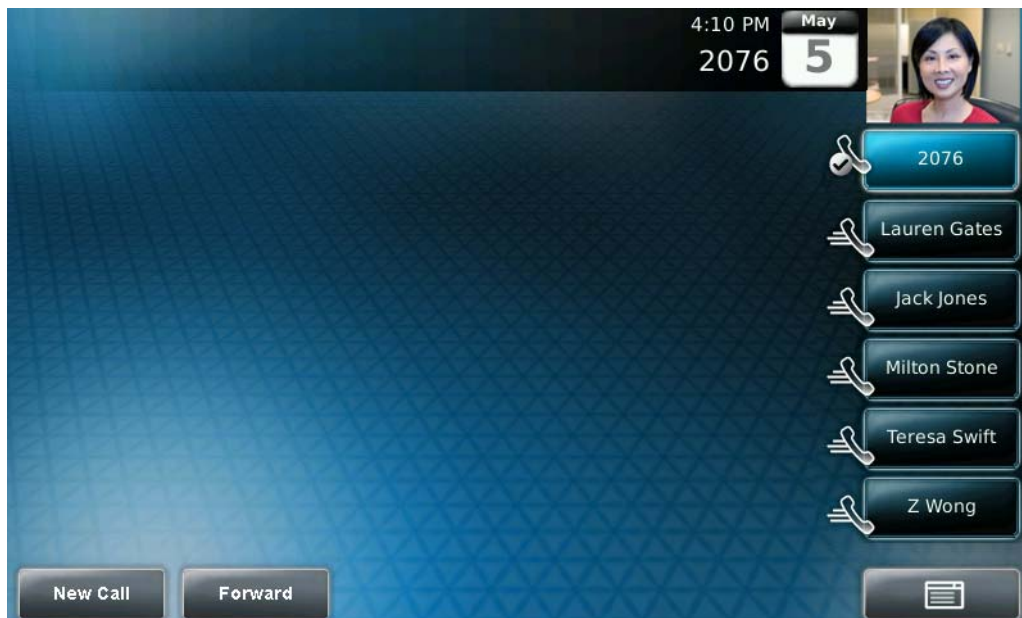 4:10 PM
May
2076
5
2076
Lauren Gates
Jack Jones
Milton Stone
Teresa Swift
Z Wong
New Call
Forward